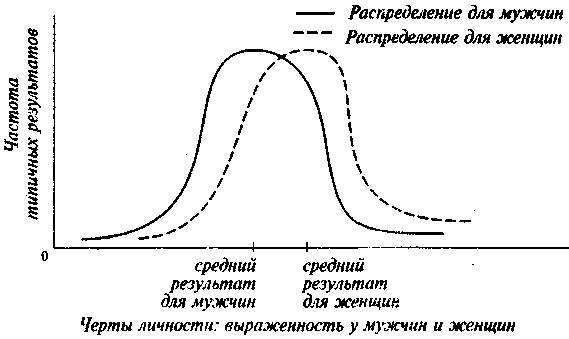 Распределение для мужчин
Распределение для женщин
Частота
типичных результатов
0
средний
результат
для мужчин
средний
результат
для женщин
Черты личности: выраженность у мужчин и женщин